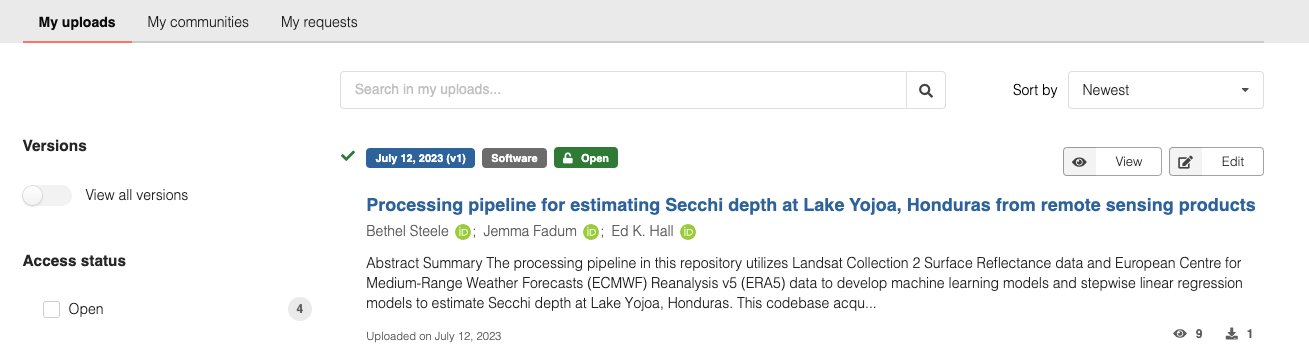 My uploads My communities My requests
Search in my uploads... Sort by Newest
Versions
View all versions
Access status
Open 4
July 12, 2023 (v1) Software Open View Edit
Processing pipeline for estimating Secchi depth at Lake Yojoa, Honduras from remote sensing products
Bethel Steele iD; Jemma Fadum iD; Ed K. Hall iD
Abstract Summary The processing pipeline in this repository utilizes Landsat Collection 2 Surface Reflectance data and European Centre for
Medium-Range Weather Forecasts (ECMWF) Reanalysis v5 (ERA5) data to develop machine learning models and stepwise linear regression
models to estimate Secchi depth at Lake Yojoa, Honduras. This codebase acqu...
Uploaded on July 12, 2023 9 1